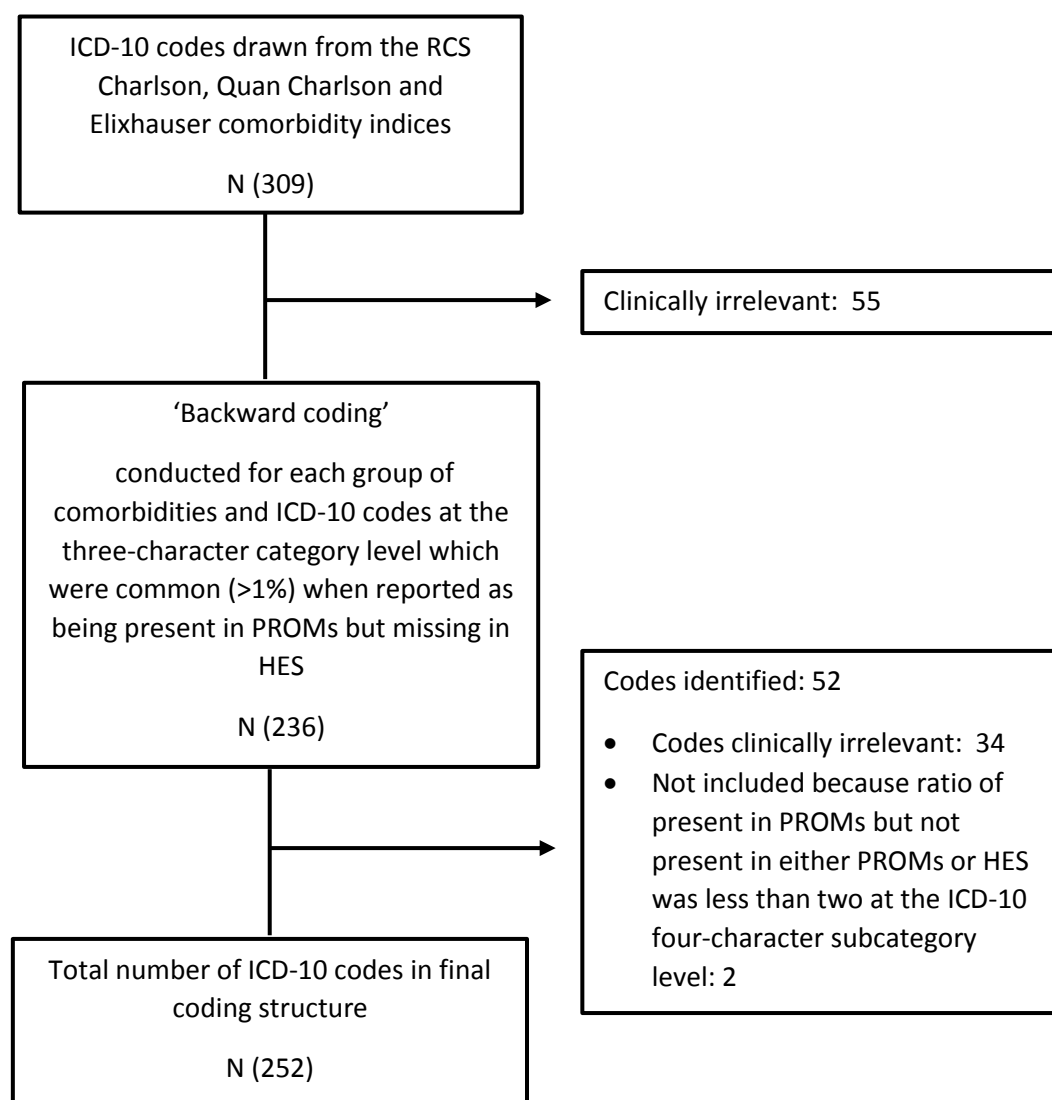 ICD-10 codes drawn from the RCS
Charlson, Quan Charlson and
Elixhauser comorbidity indices
N (309)
Clinically irrelevant:  55
‘Backward coding’
conducted for each group of
comorbidities and ICD-10 codes at the
three-character category level which
were common (>1%) when reported as
being present in PROMs but missing in
HES
N (236)
Codes identified: 52
• Codes clinically irrelevant:  34
• Not included because ratio of
present in PROMs but not
present in either PROMs or HES
was less than two at the ICD-10
four-character subcategory
level: 2
Total number of ICD-10 codes in final
coding structure
N (252)